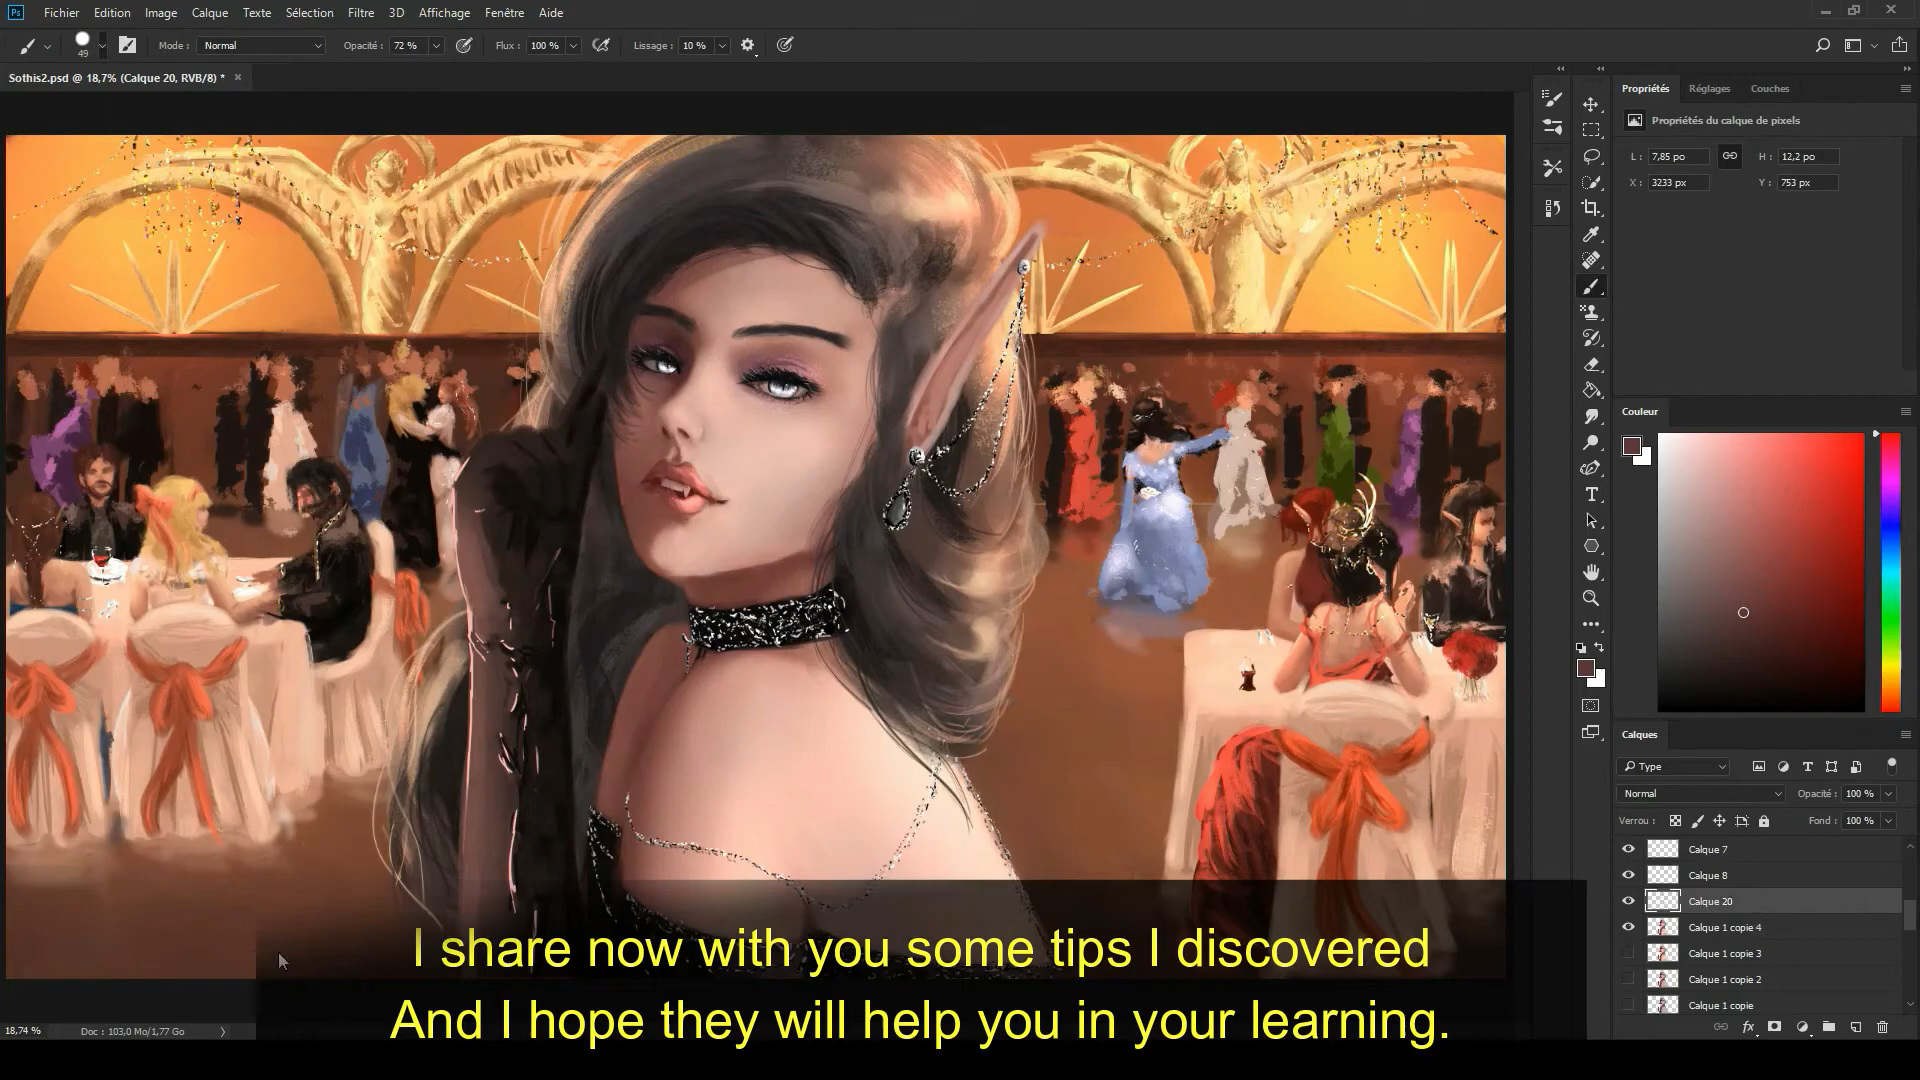 Ps Fichier Edition Image Calque Texte Sélection Filtre 3D Affichage Fenêtre Aide
49 Mode : Normal Opacité : 72 % Flux : 100 % Lissage : 10 %
Sothis2.psd @ 18,7% (Calque 20, RVB/8) * ×
Propriétés Réglages Couches
Propriétés du calque de pixels
L : 7,85 po H : 12,2 po
X : 3233 px Y : 753 px
Couleur
Calques
Type
Normal Opacité : 100 %
Verrou : Fond : 100 %
Calque 7
Calque 8
Calque 20
Calque 1 copie 4
Calque 1 copie 3
Calque 1 copie 2
Calque 1 copie
fx
I share now with you some tips I discovered
And I hope they will help you in your learning.
18,74 % Doc : 103,0 Mo/1,77 Go